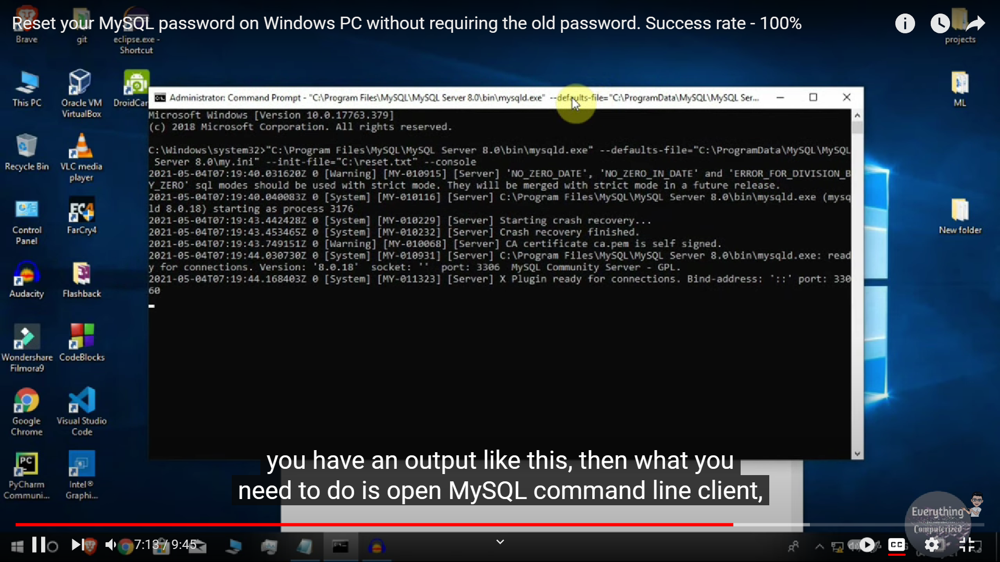 Reset your MySQL password on Windows PC without requiring the old password. Success rate - 100%
Brave
git
eclipse.exe -
Shortcut
projects
This PC
Oracle VM
VirtualBox
DroidCar
ML
Administrator: Command Prompt - "C:\Program Files\MySQL\MySQL Server 8.0\bin\mysqld.exe" --defaults-file="C:\ProgramData\MySQL\MySQL Ser...
Microsoft Windows [Version 10.0.17763.379]
(c) 2018 Microsoft Corporation. All rights reserved.
C:\Windows\system32>"C:\Program Files\MySQL\MySQL Server 8.0\bin\mysqld.exe" --defaults-file="C:\ProgramData\MySQL\MySQL
Server 8.0\my.ini" --init-file="C:\reset.txt" --console
2021-05-04T07:19:40.031620Z 0 [Warning] [MY-010915] [Server] 'NO_ZERO_DATE', 'NO_ZERO_IN_DATE' and 'ERROR_FOR_DIVISION_B
Y_ZERO' sql modes should be used with strict mode. They will be merged with strict mode in a future release.
2021-05-04T07:19:40.040083Z 0 [System] [MY-010116] [Server] C:\Program Files\MySQL\MySQL Server 8.0\bin\mysqld.exe (mysq
ld 8.0.18) starting as process 3176
2021-05-04T07:19:43.442428Z 0 [System] [MY-010229] [Server] Starting crash recovery...
2021-05-04T07:19:43.453465Z 0 [System] [MY-010232] [Server] Crash recovery finished.
2021-05-04T07:19:43.749151Z 0 [Warning] [MY-010068] [Server] CA certificate ca.pem is self signed.
2021-05-04T07:19:44.030730Z 0 [System] [MY-010931] [Server] C:\Program Files\MySQL\MySQL Server 8.0\bin\mysqld.exe: read
y for connections. Version: '8.0.18'  socket: ''  port: 3306  MySQL Community Server - GPL.
2021-05-04T07:19:44.168403Z 0 [System] [MY-011323] [Server] X Plugin ready for connections. Bind-address: '::' port: 330
60
Recycle Bin
VLC media
player
Control
Panel
FarCry4
New folder
Audacity
Flashback
Wondershare
Filmora9
CodeBlocks
Google
Chrome
Visual Studio
Code
PyCharm
Communi...
Intel®
Graphi...
you have an output like this, then what you
need to do is open MySQL command line client,
Everything
Computerized
7:13 / 9:45
CC